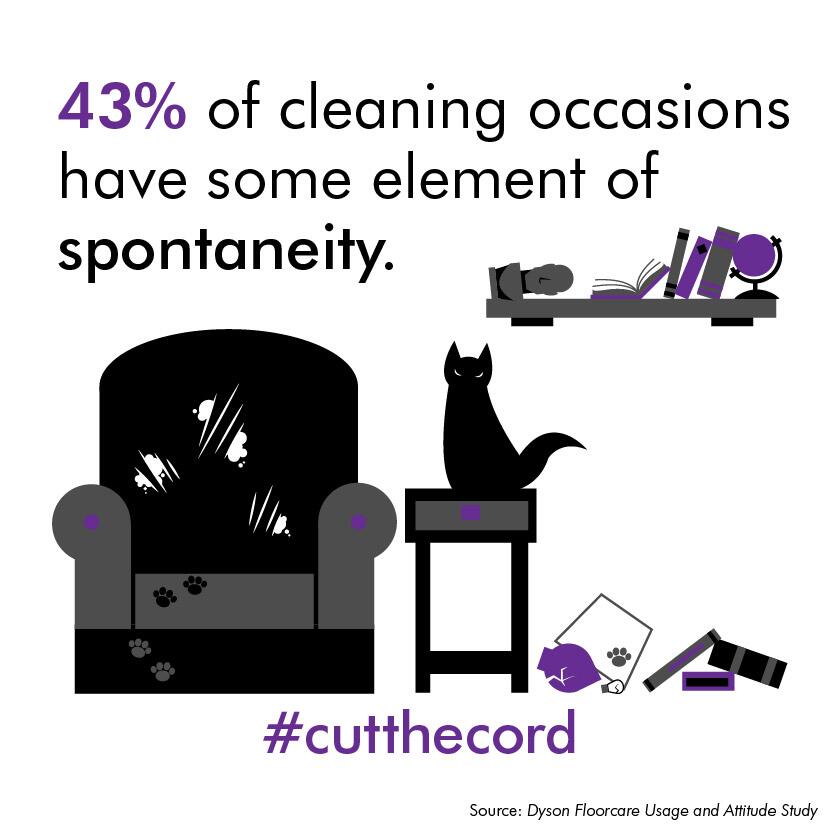 43% of cleaning occasions
have some element of
spontaneity.
#cutthecord
Source: Dyson Floorcare Usage and Attitude Study